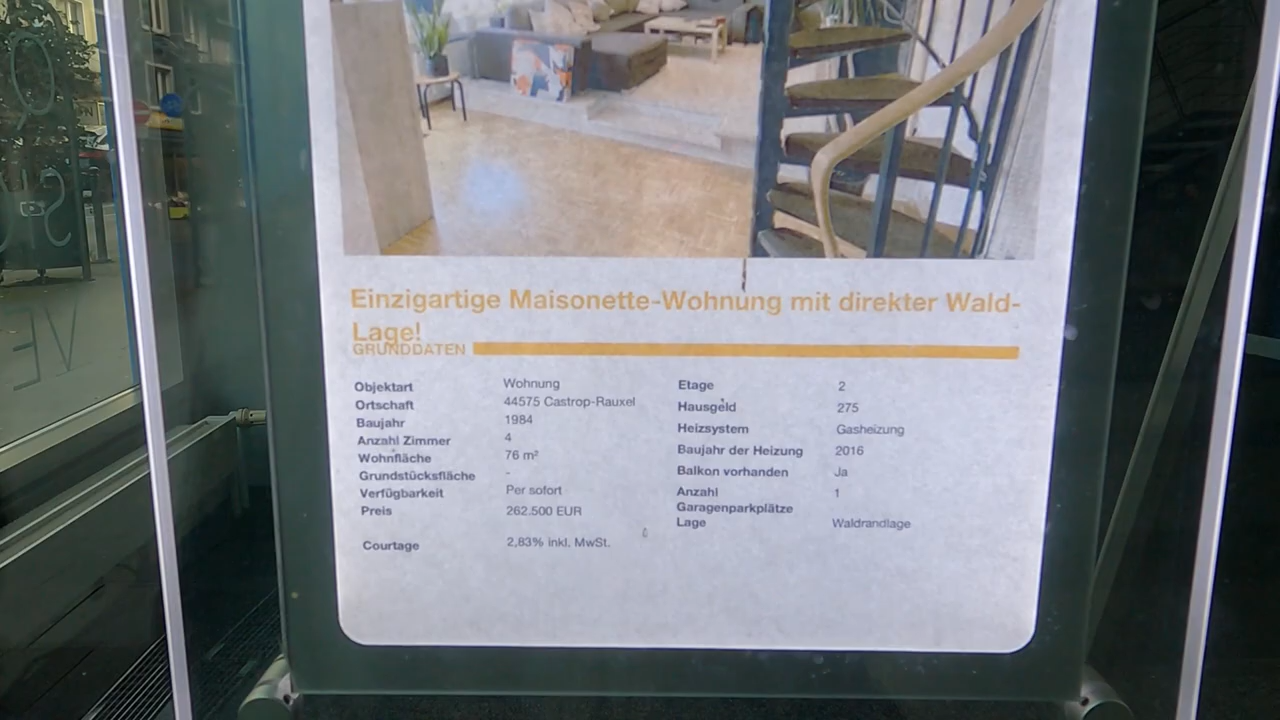 Einzigartige Maisonette-Wohnung mit direkter Wald-
Lage!
GRUNDDATEN
Objektart Wohnung
Ortschaft 44575 Castrop-Rauxel
Baujahr 1984
Anzahl Zimmer 4
Wohnfläche 76 m²
Grundstücksfläche -
Verfügbarkeit Per sofort
Preis 262.500 EUR
Courtage 2,83% inkl. MwSt.
Etage 2
Hausgeld 275
Heizsystem Gasheizung
Baujahr der Heizung 2016
Balkon vorhanden Ja
Anzahl 1
Garagenparkplätze
Lage Waldrandlage